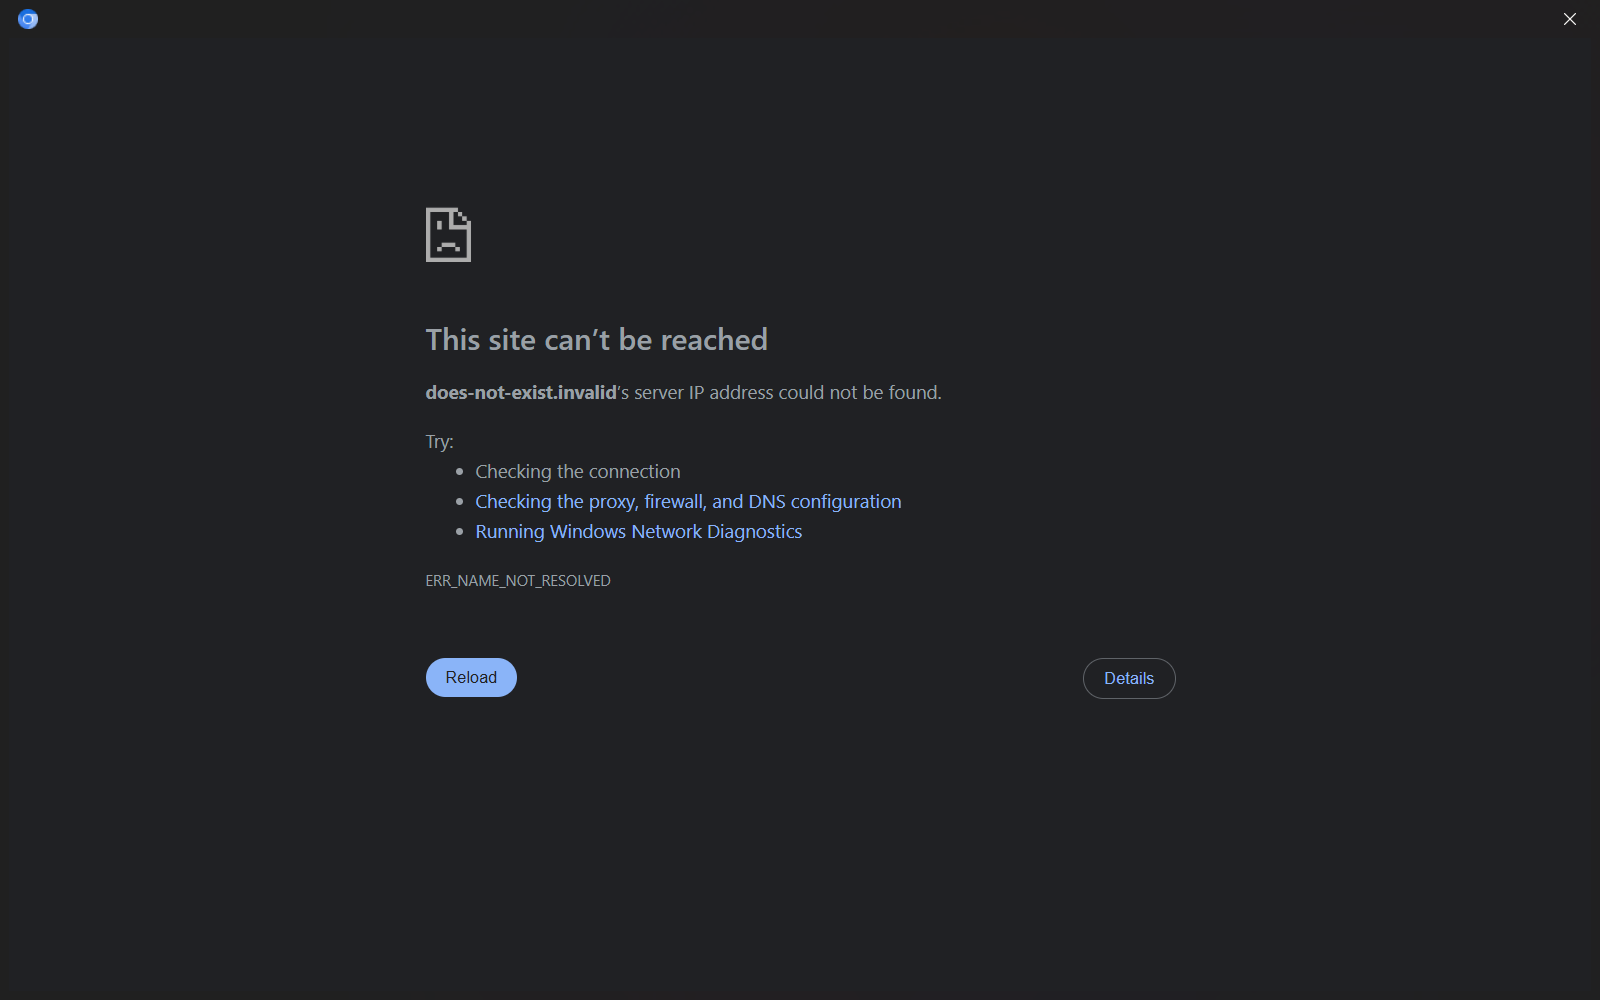 This site can’t be reached
does-not-exist.invalid’s server IP address could not be found.
Try:
Checking the connection
Checking the proxy, firewall, and DNS configuration
Running Windows Network Diagnostics
ERR_NAME_NOT_RESOLVED
Reload
Details